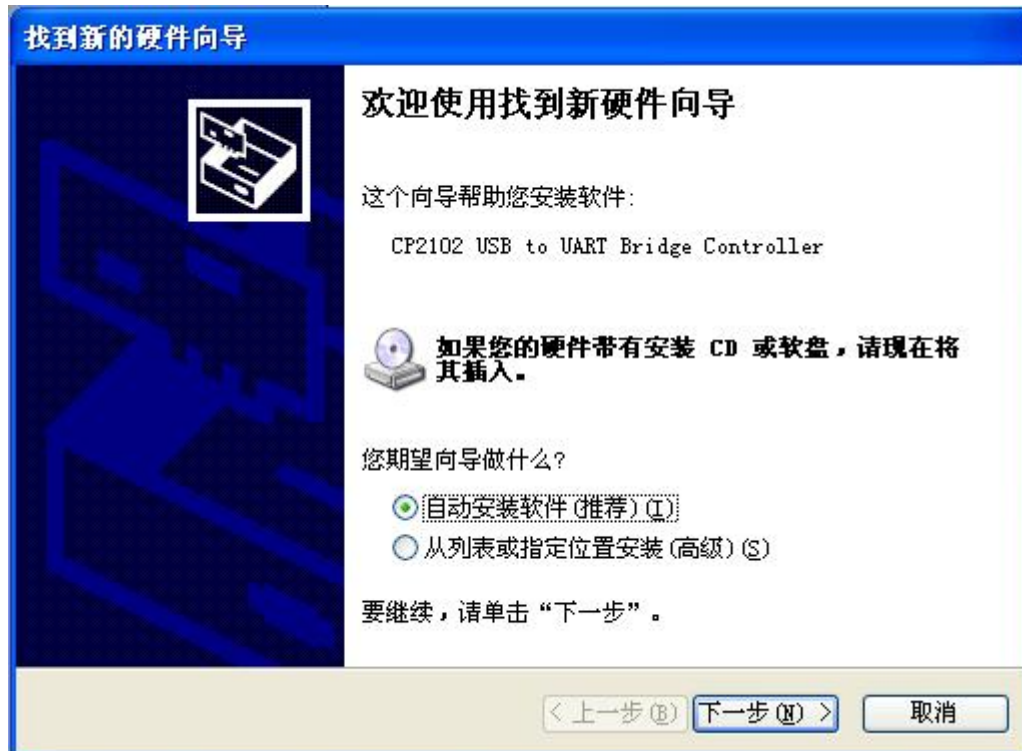 找到新的硬件向导
欢迎使用找到新硬件向导
这个向导帮助您安装软件:
CP2102 USB to UART Bridge Controller
如果您的硬件带有安装 CD 或软盘，请现在将
其插入。
您期望向导做什么?
自动安装软件(推荐)(I)
从列表或指定位置安装(高级)(S)
要继续，请单击“下一步”。
< 上一步(B) 下一步(N) > 取消